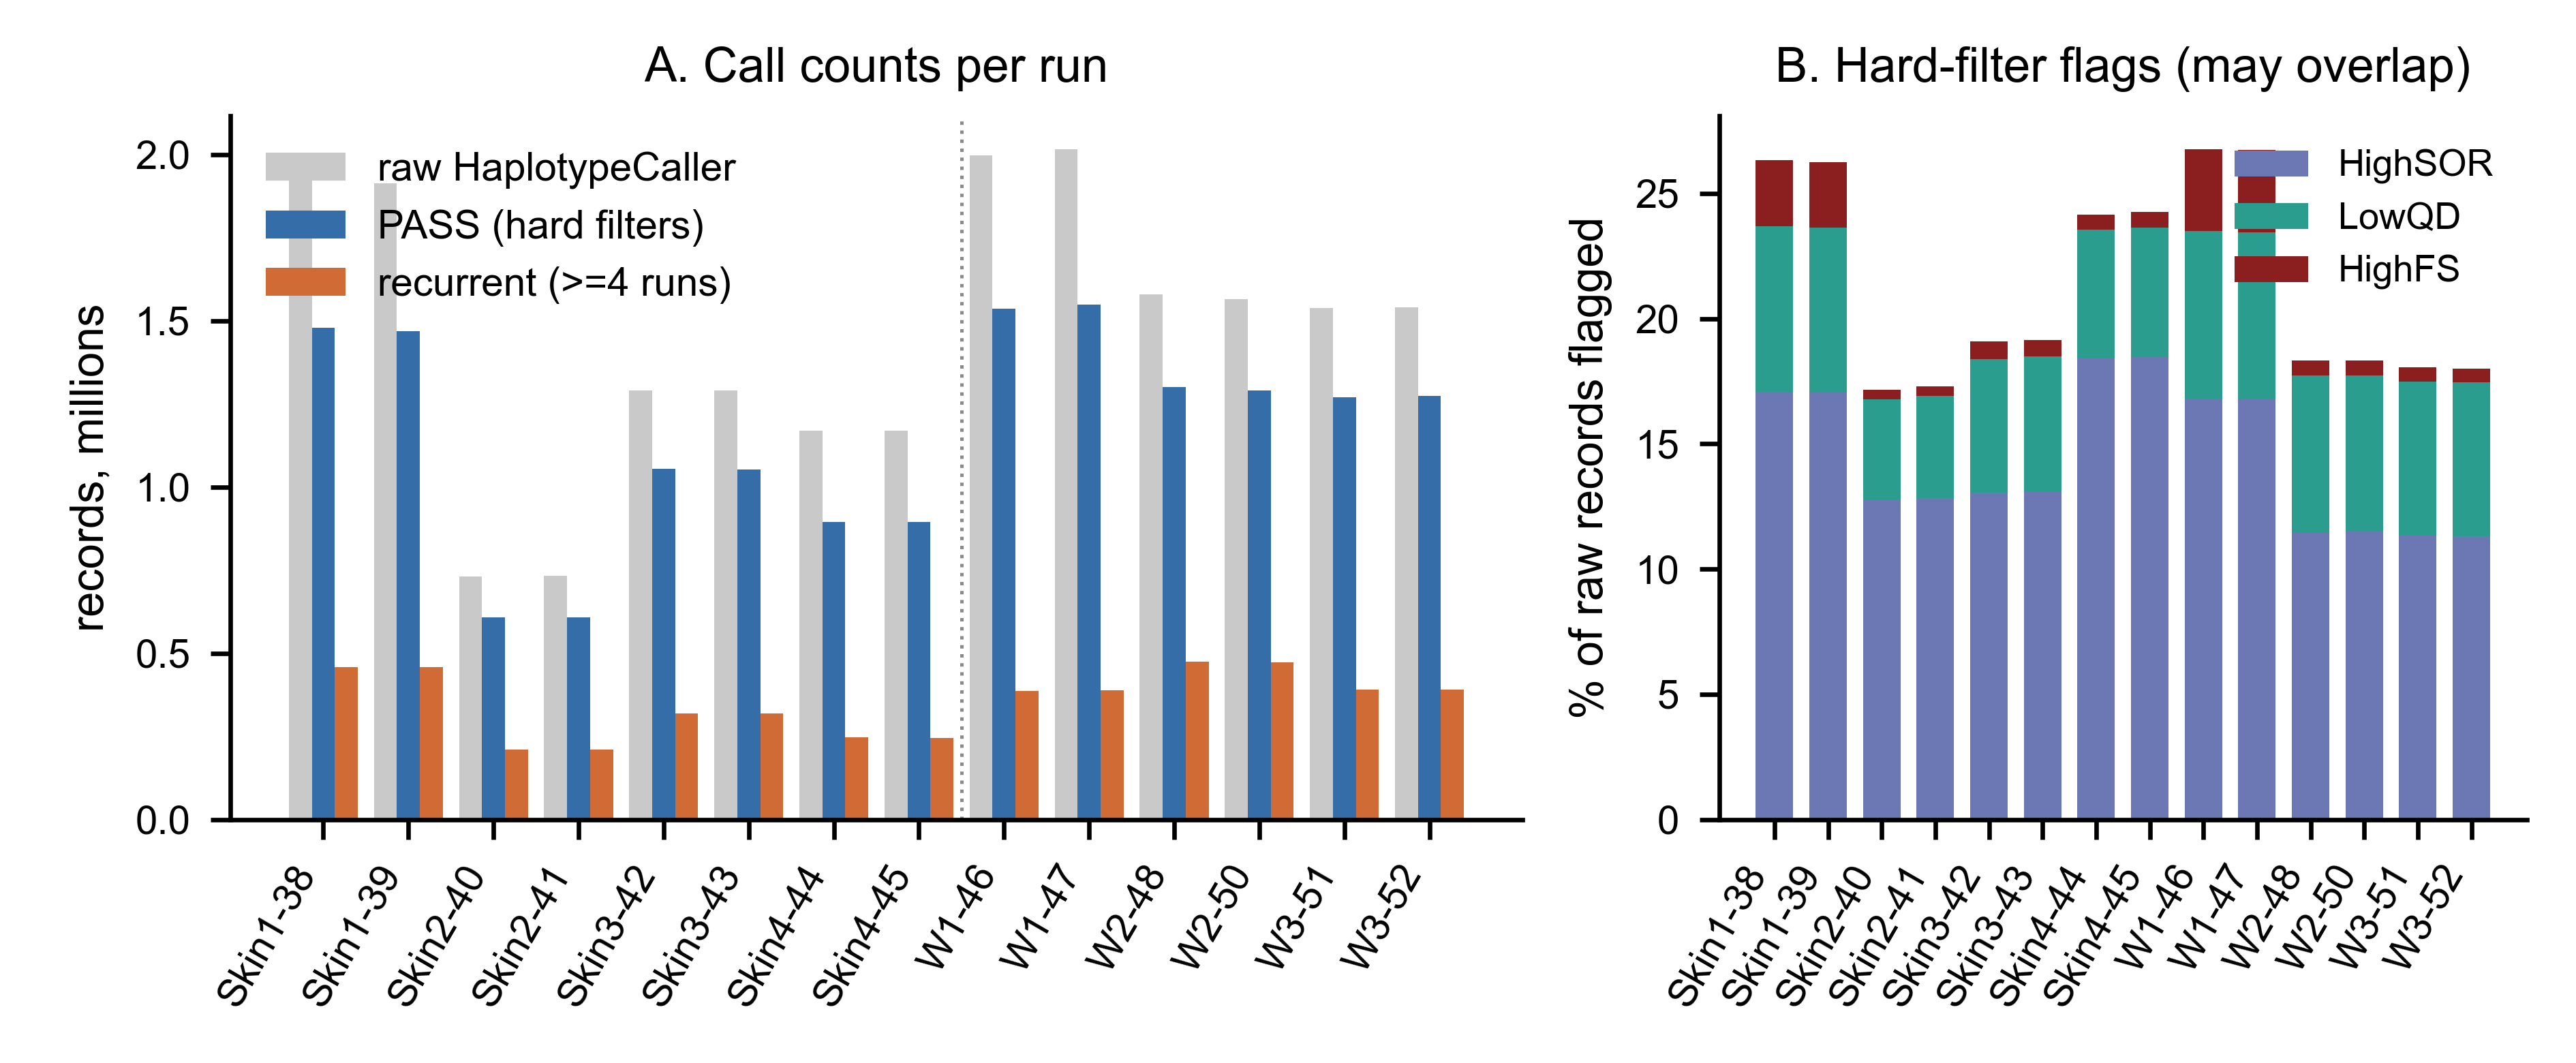 A. Call counts per run
records, millions
2.0
1.5
1.0
0.5
0.0
raw HaplotypeCaller
PASS (hard filters)
recurrent (>=4 runs)
Skin1-38
Skin1-39
Skin2-40
Skin2-41
Skin3-42
Skin3-43
Skin4-44
Skin4-45
W1-46
W1-47
W2-48
W2-50
W3-51
W3-52
B. Hard-filter flags (may overlap)
% of raw records flagged
25
20
15
10
5
0
HighSOR
LowQD
HighFS
Skin1-38
Skin1-39
Skin2-40
Skin2-41
Skin3-42
Skin3-43
Skin4-44
Skin4-45
W1-46
W1-47
W2-48
W2-50
W3-51
W3-52